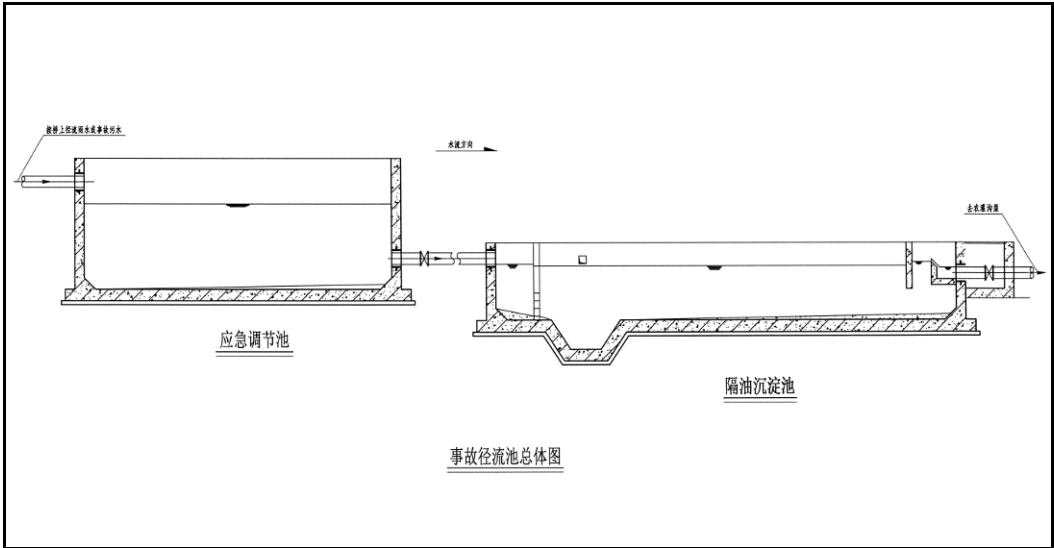 接桥上径流雨水或事故污水
水流方向
去农灌沟渠
应急调节池
隔油沉淀池
事故径流池总体图